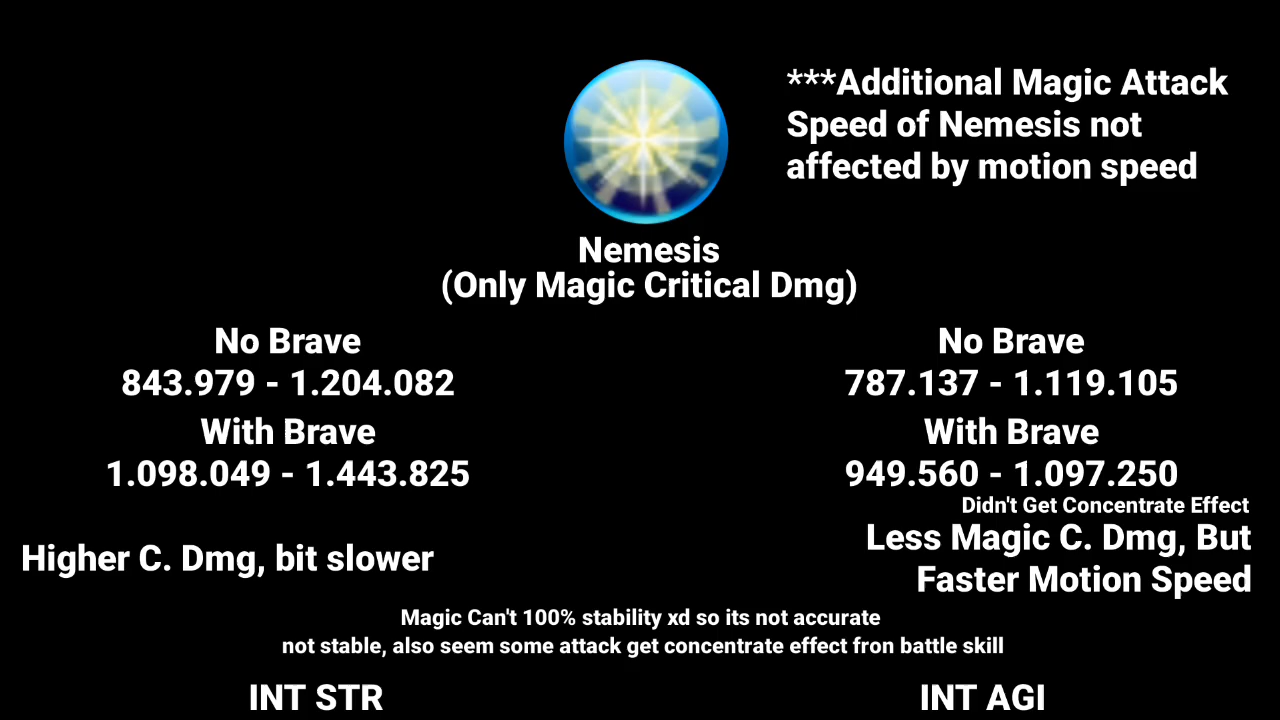 ***Additional Magic Attack
Speed of Nemesis not
affected by motion speed
Nemesis
(Only Magic Critical Dmg)
No Brave
843.979 - 1.204.082
With Brave
1.098.049 - 1.443.825
Higher C. Dmg, bit slower
No Brave
787.137 - 1.119.105
With Brave
949.560 - 1.097.250
Didn't Get Concentrate Effect
Less Magic C. Dmg, But
Faster Motion Speed
Magic Can't 100% stability xd so its not accurate
not stable, also seem some attack get concentrate effect fron battle skill
INT STR
INT AGI